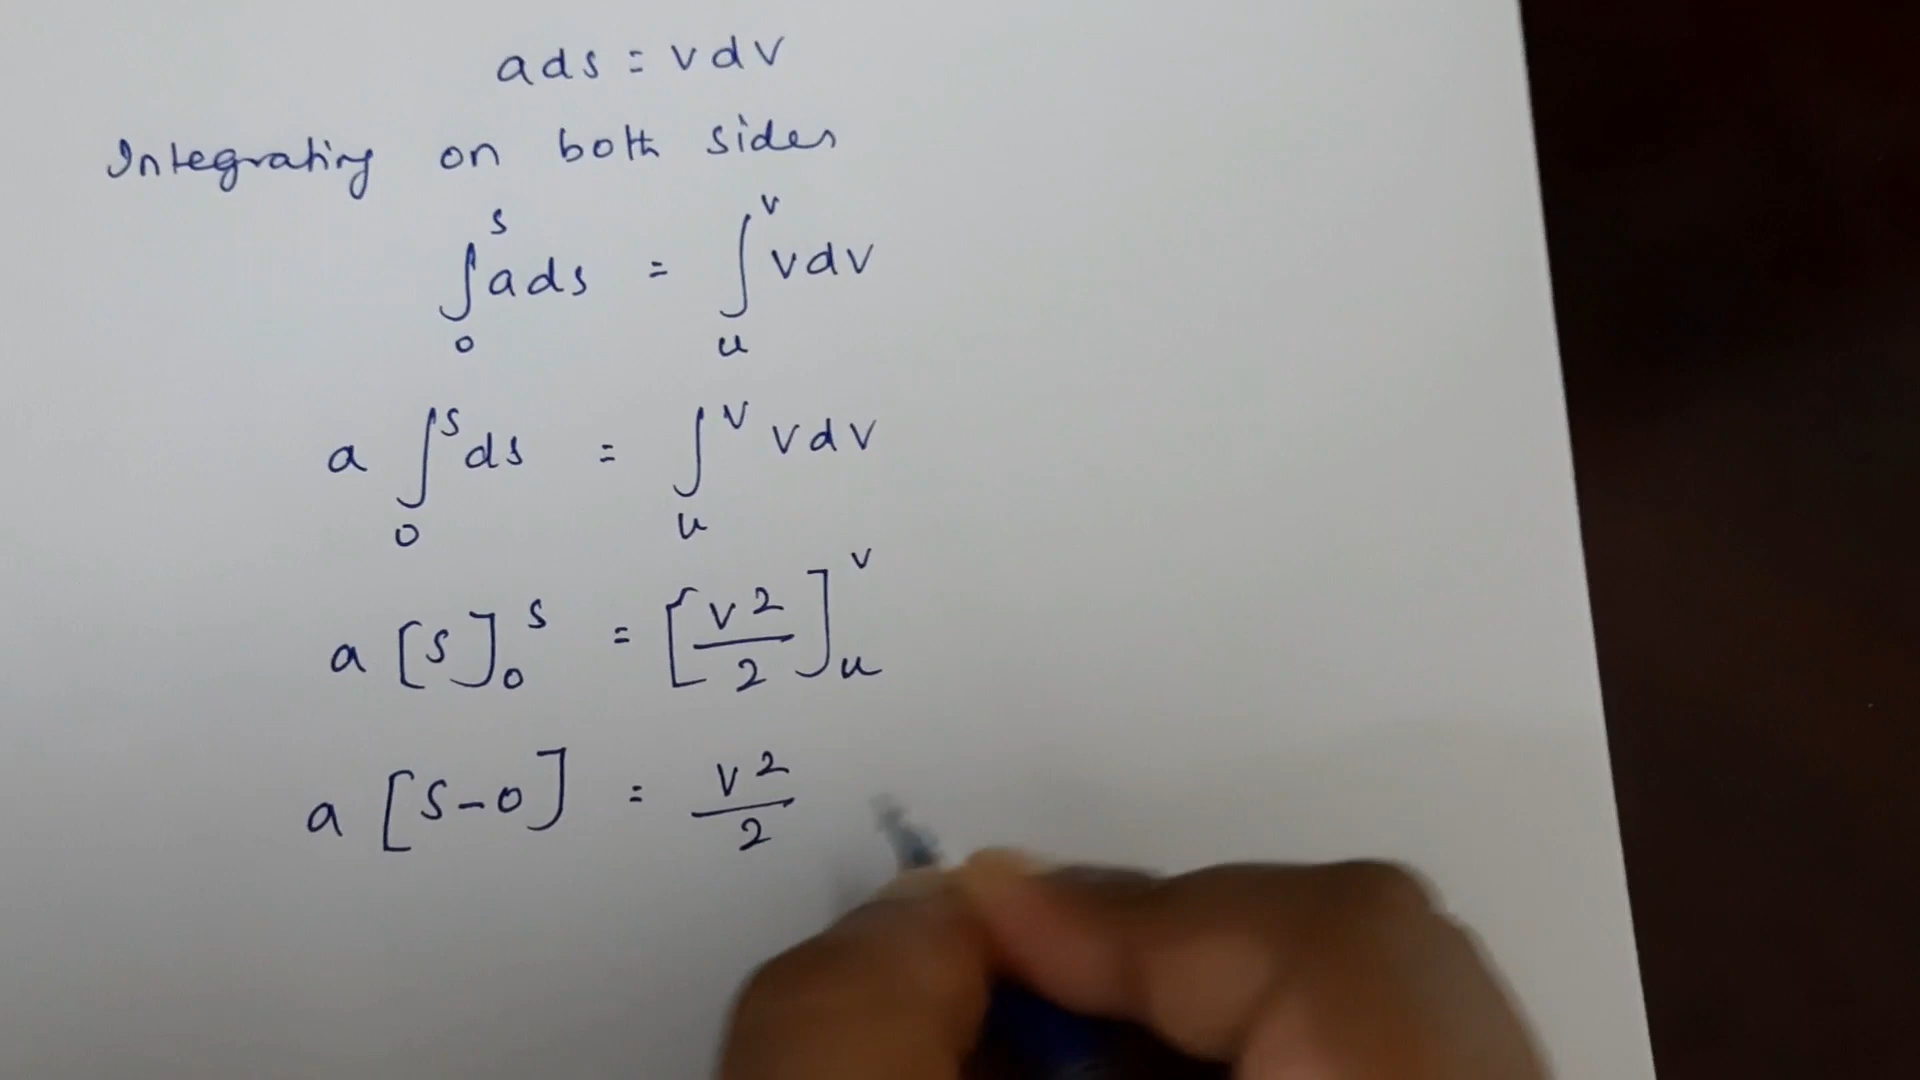 ads = vdv
Integrating on both sides
∫₀ˢ ads = ∫ᵤᵛ vdv
a ∫₀ˢ ds = ∫ᵤᵛ vdv
a [s]₀ˢ = [v²/2]ᵤᵛ
a [s-0] = v²/2